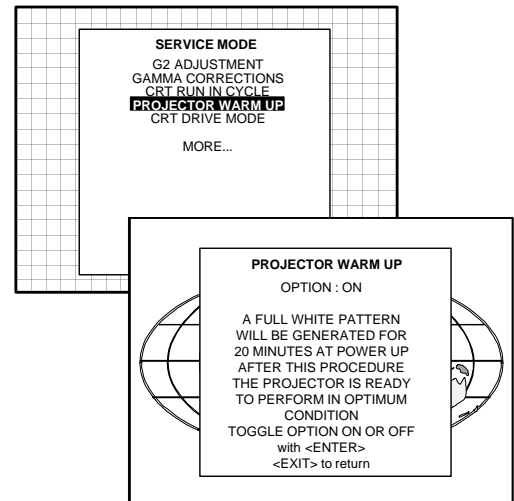 SERVICE MODE
G2 ADJUSTMENT
GAMMA CORRECTIONS
CRT RUN IN CYCLE
PROJECTOR WARM UP
CRT DRIVE MODE
MORE...
PROJECTOR WARM UP
OPTION : ON
A FULL WHITE PATTERN
WILL BE GENERATED FOR
20 MINUTES AT POWER UP
AFTER THIS PROCEDURE
THE PROJECTOR IS READY
TO PERFORM IN OPTIMUM
CONDITION
TOGGLE OPTION ON OR OFF
with <ENTER>
<EXIT> to return